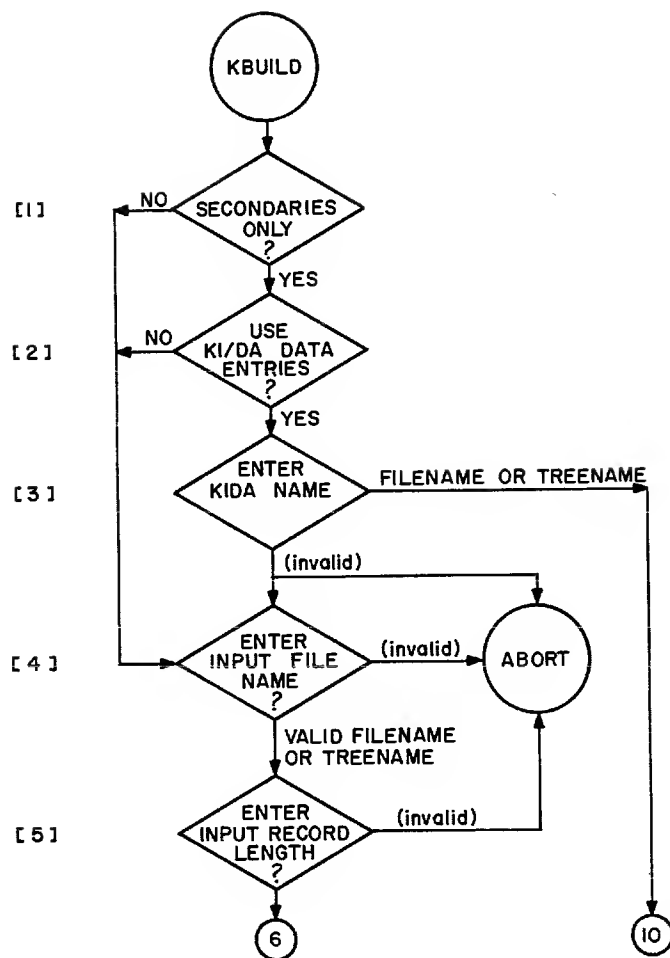 KBUILD
[1]
NO
SECONDARIES
ONLY
?
YES
[2]
NO
USE
KI/DA DATA
ENTRIES
?
YES
[3]
ENTER
KIDA NAME
FILENAME OR TREENAME
(invalid)
[4]
ENTER
INPUT FILE
NAME
?
(invalid)
ABORT
VALID FILENAME
OR TREENAME
[5]
ENTER
INPUT RECORD
LENGTH
?
(invalid)
6
10